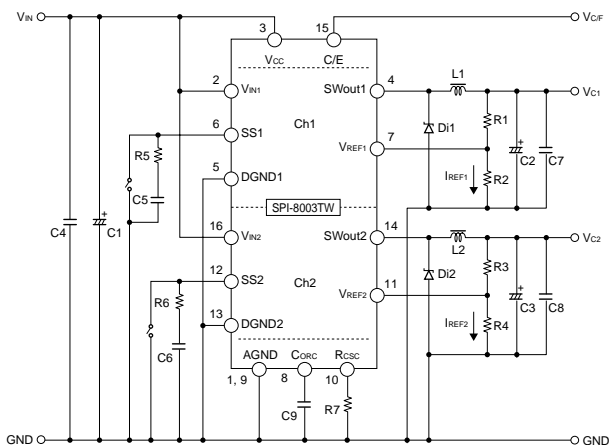 VIN
VC/F
3
15
VCC
C/E
2
VIN1
SWout1
4
L1
VC1
6
SS1
Ch1
R5
Di1
R1
7
VREF1
C2
C7
5
DGND1
C5
IREF1
R2
SPI-8003TW
C4
C1
16
VIN2
SWout2
14
L2
VC2
12
SS2
Ch2
R6
Di2
R3
11
VREF2
C3
C8
13
DGND2
C6
IREF2
R4
AGND
CORC
RCSC
1, 9
8
10
C9
R7
GND
GND